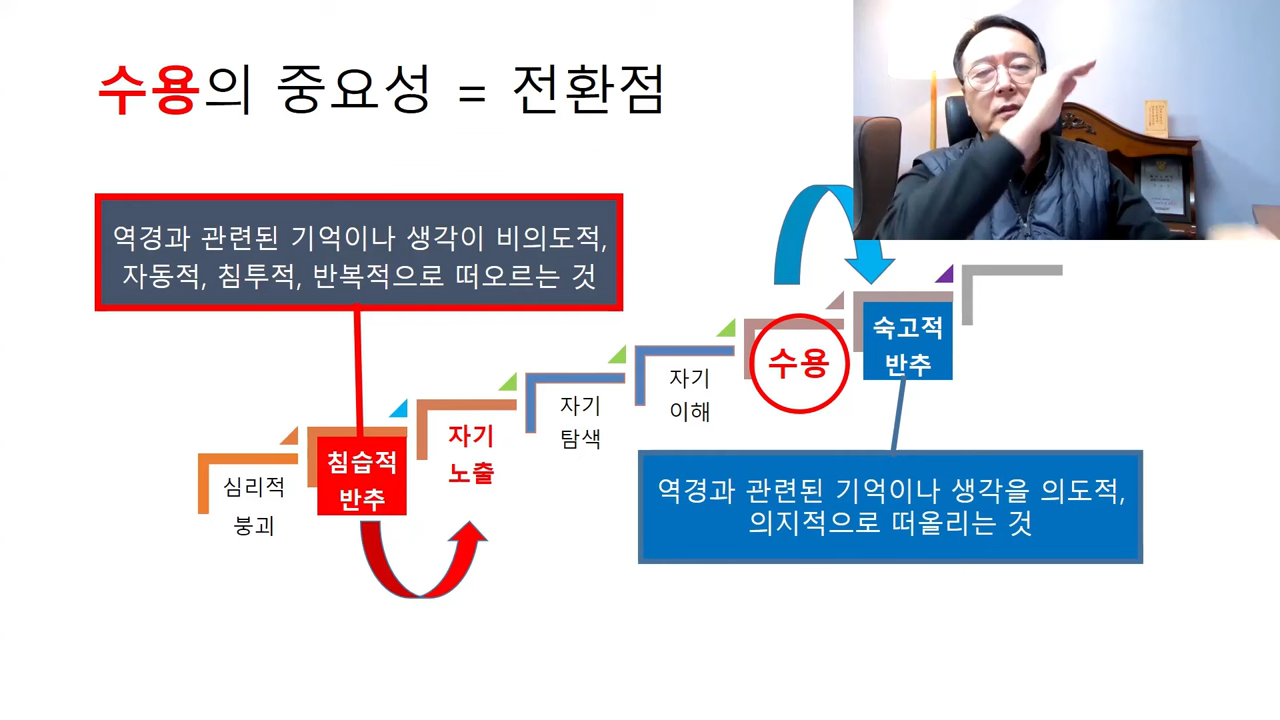 수용의 중요성 = 전환점
역경과 관련된 기억이나 생각이 비의도적,
자동적, 침투적, 반복적으로 떠오르는 것
심리적
붕괴
침습적
반추
자기
노출
자기
탐색
자기
이해
수용
숙고적
반추
역경과 관련된 기억이나 생각을 의도적,
의지적으로 떠올리는 것